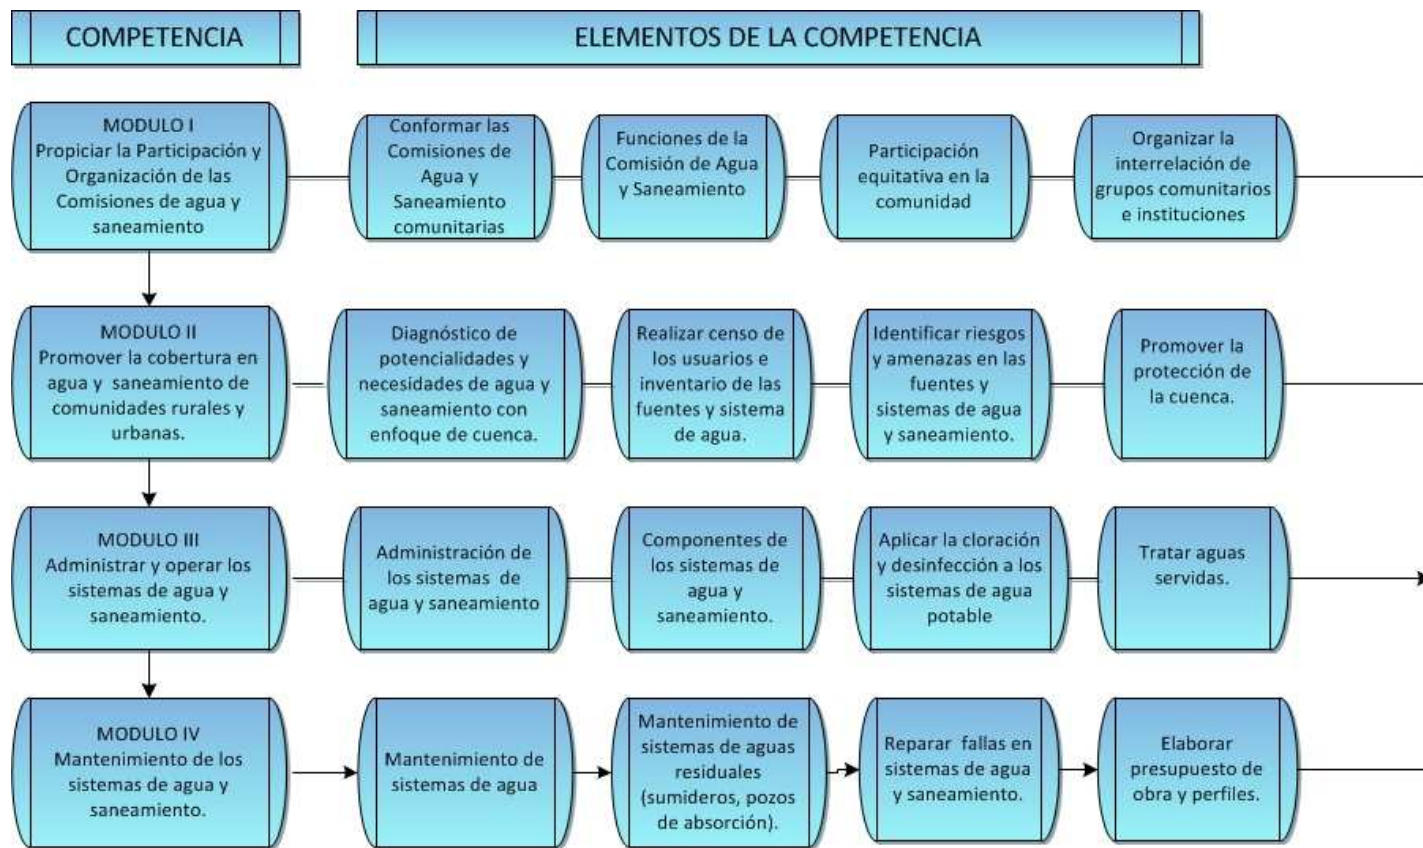 COMPETENCIA
ELEMENTOS DE LA COMPETENCIA
MODULO I
Propiciar la Participación y
Organización de las
Comisiones de agua y
saneamiento
Conformar las
Comisiones de
Agua y
Saneamiento
comunitarias
Funciones de la
Comisión de Agua
y Saneamiento
Participación
equitativa en la
comunidad
Organizar la
interrelación de
grupos comunitarios
e instituciones
MODULO II
Promover la cobertura en
agua y saneamiento de
comunidades rurales y
urbanas.
Diagnóstico de
potencialidades y
necesidades de agua y
saneamiento con
enfoque de cuenca.
Realizar censo de
los usuarios e
inventario de las
fuentes y sistema
de agua.
Identificar riesgos
y amenazas en las
fuentes y
sistemas de agua
y saneamiento.
Promover la
protección de
la cuenca.
MODULO III
Administrar y operar los
sistemas de agua y
saneamiento.
Administración de
los sistemas de
agua y saneamiento
Componentes de
los sistemas de
agua y
saneamiento.
Aplicar la cloración
y desinfección a los
sistemas de agua
potable
Tratar aguas
servidas.
MODULO IV
Mantenimiento de los
sistemas de agua y
saneamiento.
Mantenimiento de
sistemas de agua
Mantenimiento de
sistemas de aguas
residuales
(sumideros, pozos
de absorción).
Reparar fallas en
sistemas de agua
y saneamiento.
Elaborar
presupuesto de
obra y perfiles.